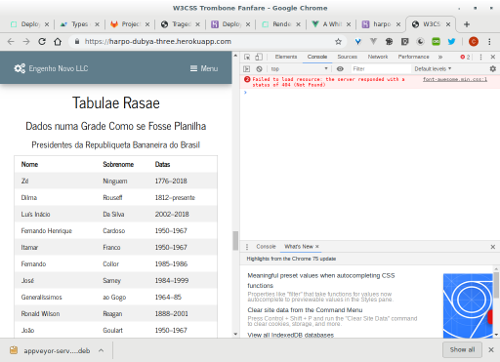 W3CSS Trombone Fanfare - Google Chrome
Deploy
Types
Project
Traged
Deploy
Rende
A Whi
harpo
W3CS
https://harpo-dubya-three.herokuapp.com
Engenho Novo LLC
Menu
Tabulae Rasae
Dados numa Grade Como se Fosse Planilha
Presidentes da Republiqueta Bananeira do Brasil
Nome Sobrenome Datas
Zé Ninguem 1776–2018
Dilma Rouseff 1812–presente
Luís Inácio Da Silva 2002–2018
Fernando Henrique Cardoso 1950–1967
Itamar Franco 1950–1967
Fernando Collor 1985–1986
José Sarney 1984–1999
Generalíssimos ao Gogo 1964–85
Ronald Wilson Reagan 1888–2001
João Goulart 1950–1967
Elements Console Sources Network Performance
2
top
Filter
Default levels
Failed to load resource: the server responded with a status of 404 (Not Found)
font-awesome.min.css:1
Console What's New
Highlights from the Chrome 75 update
Meaningful preset values when autocompleting CSS
functions
Properties like "filter" that take functions for values now
autocomplete to previewable values in the Styles pane.
Clear site data from the Command Menu
Press Control + Shift + P and run the "Clear Site Data" command
to clear cookies, storage, and more.
View all IndexedDB databases
appveyor-serv....deb
Show all